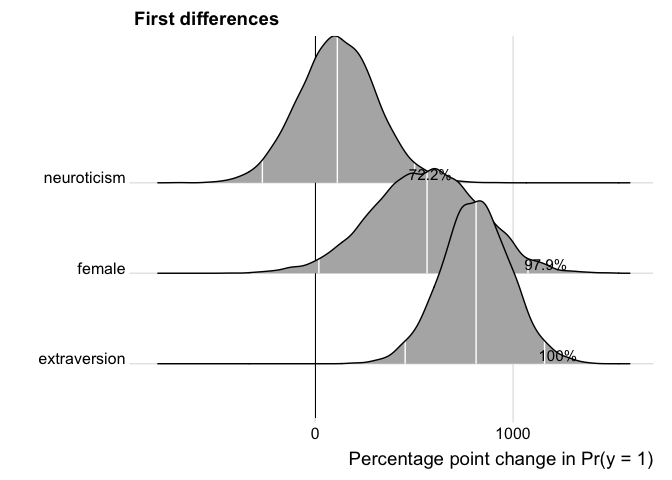 First differences
neuroticism
72.2%
female
97.9%
extraversion
100%
0 1000
Percentage point change in Pr(y = 1)